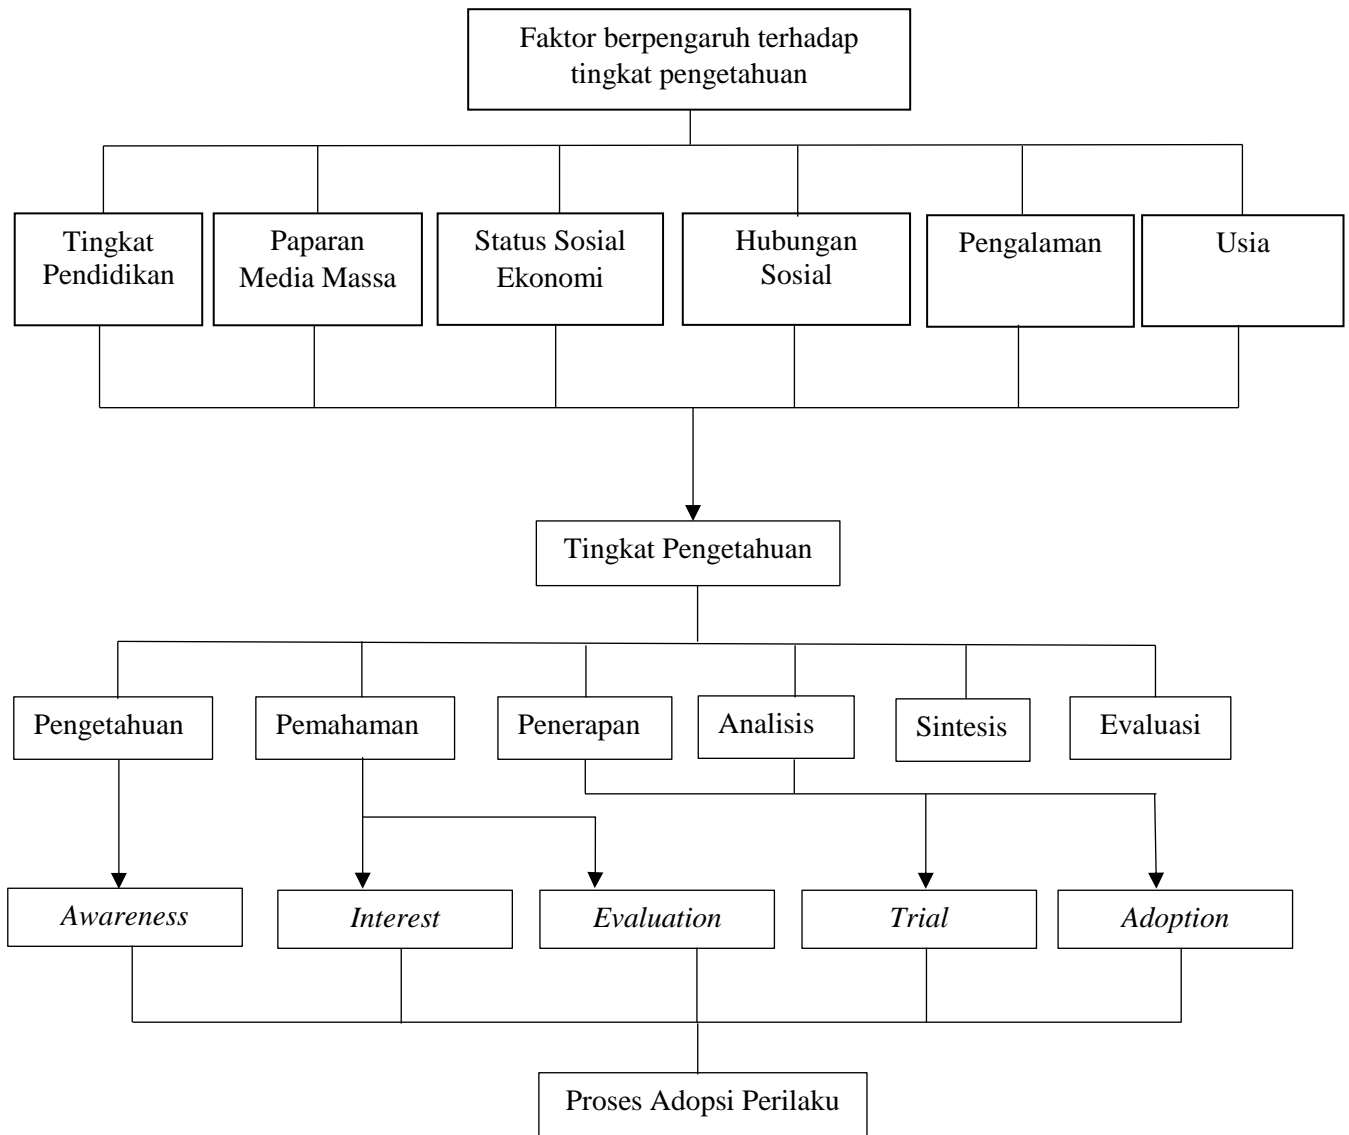 Faktor berpengaruh terhadap
tingkat pengetahuan
Tingkat
Pendidikan
Paparan
Media Massa
Status Sosial
Ekonomi
Hubungan
Sosial
Pengalaman
Usia
Tingkat Pengetahuan
Pengetahuan
Pemahaman
Penerapan
Analisis
Sintesis
Evaluasi
Awareness
Interest
Evaluation
Trial
Adoption
Proses Adopsi Perilaku